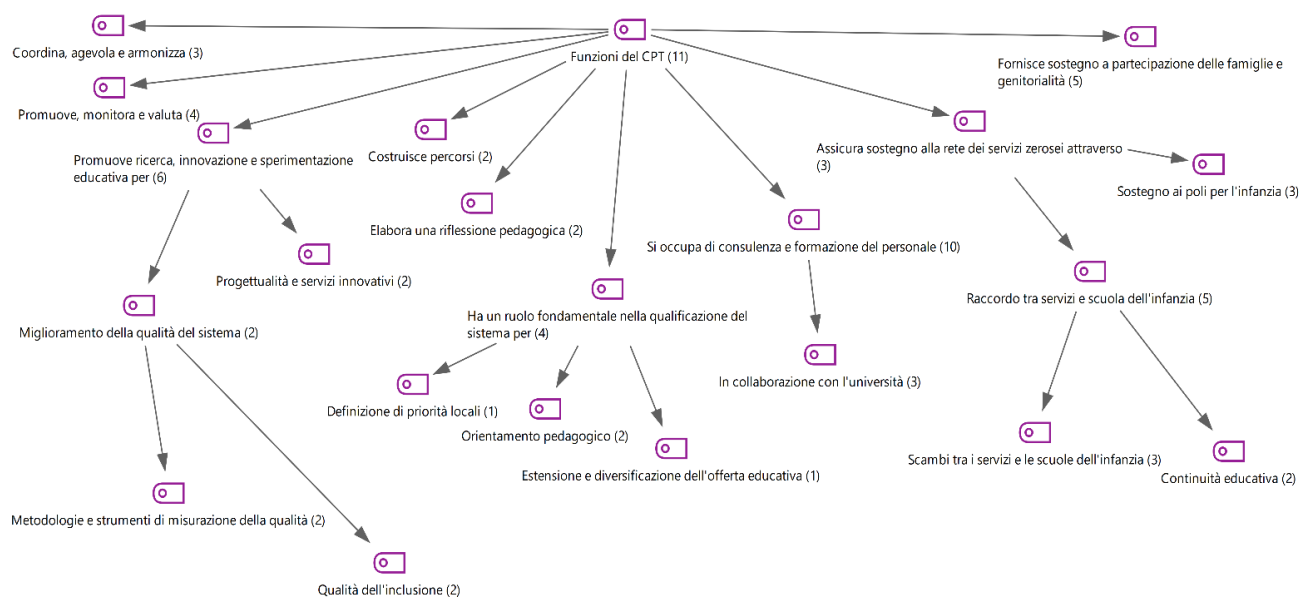 Coordina, agevola e armonizza (3)
Funzioni del CPT (11)
Fornisce sostegno a partecipazione delle famiglie e
genitorialità (5)
Promuove, monitora e valuta (4)
Promuove ricerca, innovazione e sperimentazione
educativa per (6)
Costruisce percorsi (2)
Assicura sostegno alla rete dei servizi zerosei attraverso
(3)
Sostegno ai poli per l'infanzia (3)
Elabora una riflessione pedagogica (2)
Si occupa di consulenza e formazione del personale (10)
Progettualità e servizi innovativi (2)
Raccordo tra servizi e scuola dell'infanzia (5)
Miglioramento della qualità del sistema (2)
Ha un ruolo fondamentale nella qualificazione del
sistema per (4)
In collaborazione con l'università (3)
Definizione di priorità locali (1)
Orientamento pedagogico (2)
Estensione e diversificazione dell'offerta educativa (1)
Scambi tra i servizi e le scuole dell'infanzia (3)
Continuità educativa (2)
Metodologie e strumenti di misurazione della qualità (2)
Qualità dell'inclusione (2)